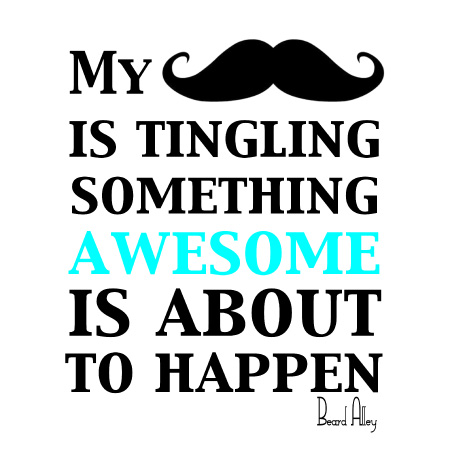 My
IS TINGLING
SOMETHING
AWESOME
IS ABOUT
TO HAPPEN
Beard Alley